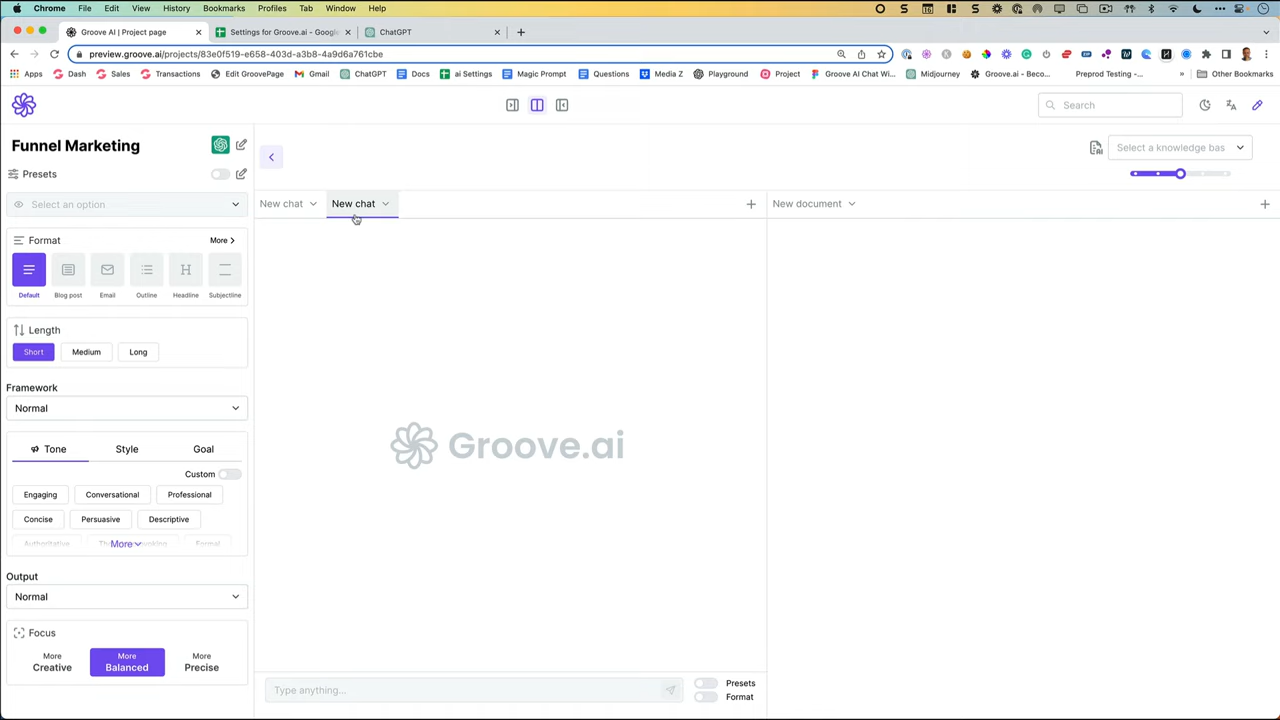 Chrome File Edit View History Bookmarks Profiles Tab Window Help
Groove AI | Project page
Settings for Groove.ai - Google
ChatGPT
preview.groove.ai/projects/83e0f519-e658-403d-a3b8-4a9d6a761cbe
Apps Dash Sales Transactions Edit GroovePage Gmail ChatGPT Docs ai Settings Magic Prompt Questions Media Z Playground Project Groove AI Chat Wi... Midjourney Groove.ai - Beco... Preprod Testing -... » Other Bookmarks
Search
Funnel Marketing
Select a knowledge bas
Presets
Select an option
New chat
New chat
New document
Format
More
Default Blog post Email Outline Headline Subjectline
Length
Short Medium Long
Framework
Normal
Tone Style Goal
Custom
Engaging Conversational Professional
Concise Persuasive Descriptive
Authoritative Formal
More
Groove.ai
Output
Normal
Focus
More Creative
More Balanced
More Precise
Type anything...
Presets
Format